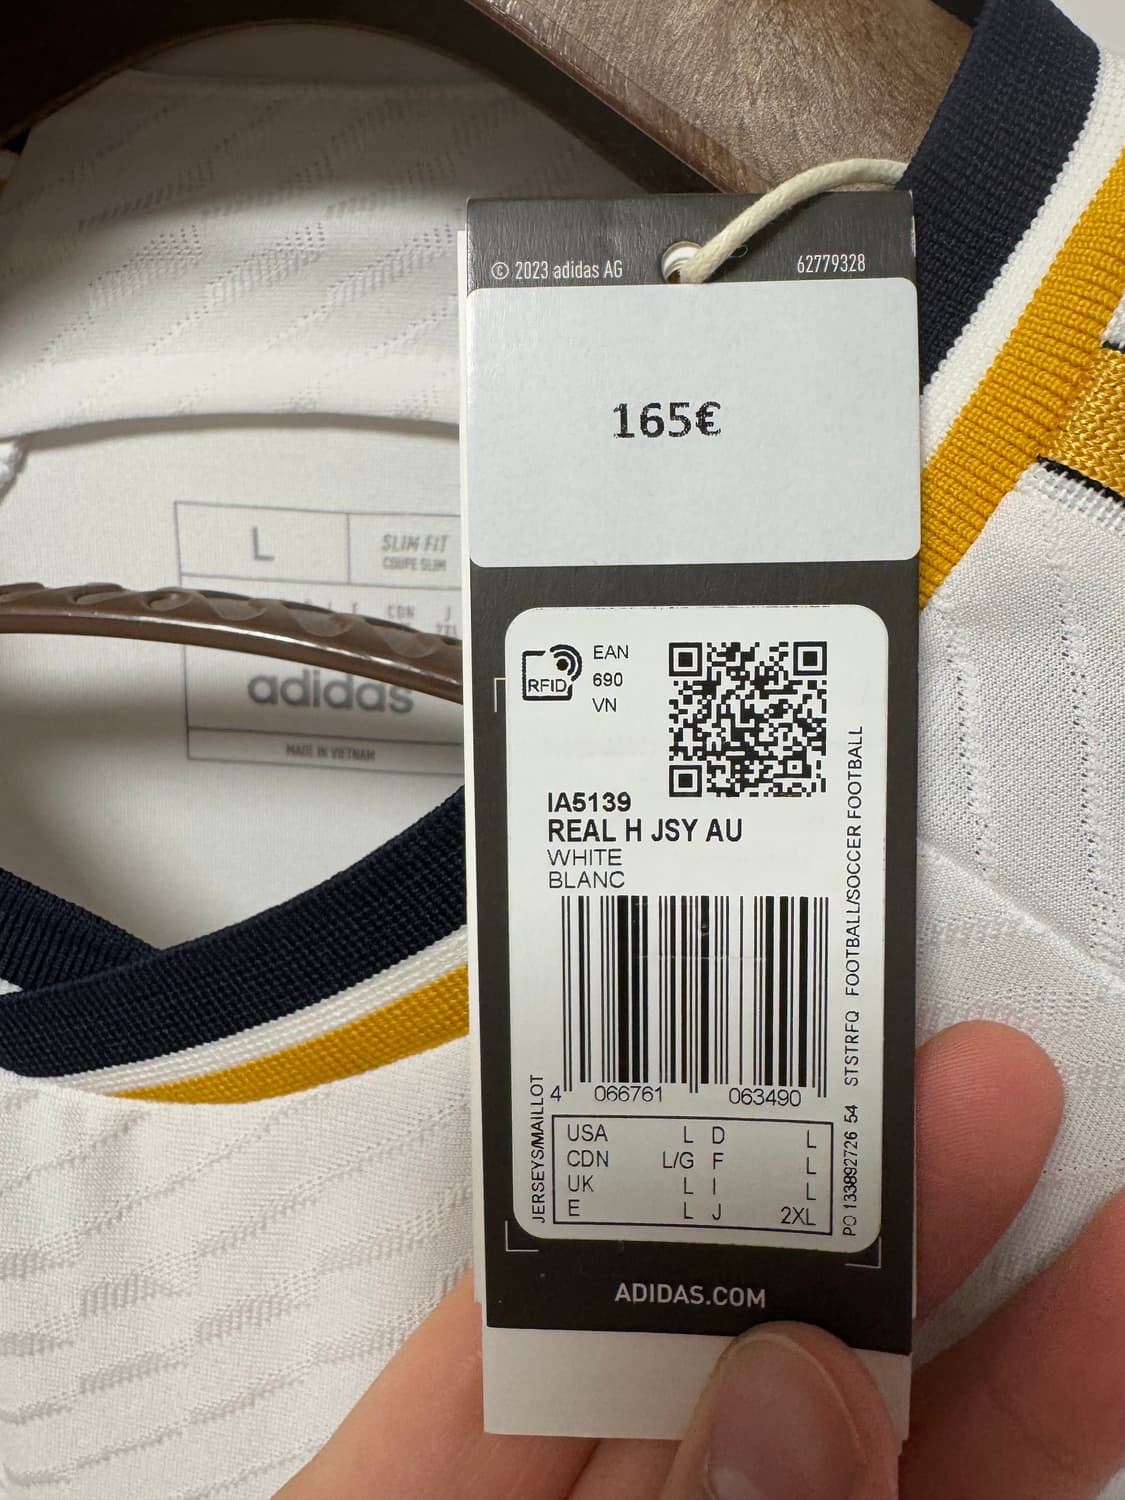 © 2023 adidas AG
62779328
165€
L
SLIM FIT
COUPE SLIM
CDN J
adidas
MADE IN VIETNAM
RFID
EAN
690
VN
IA5139
REAL H JSY AU
WHITE
BLANC
4 066761 063490
USA L D L
CDN L/G F L
UK L I L
E L J 2XL
JERSEYS/MAILLOT
PO 133892726 54 STSTRFQ FOOTBALL/SOCCER FOOTBALL
ADIDAS.COM